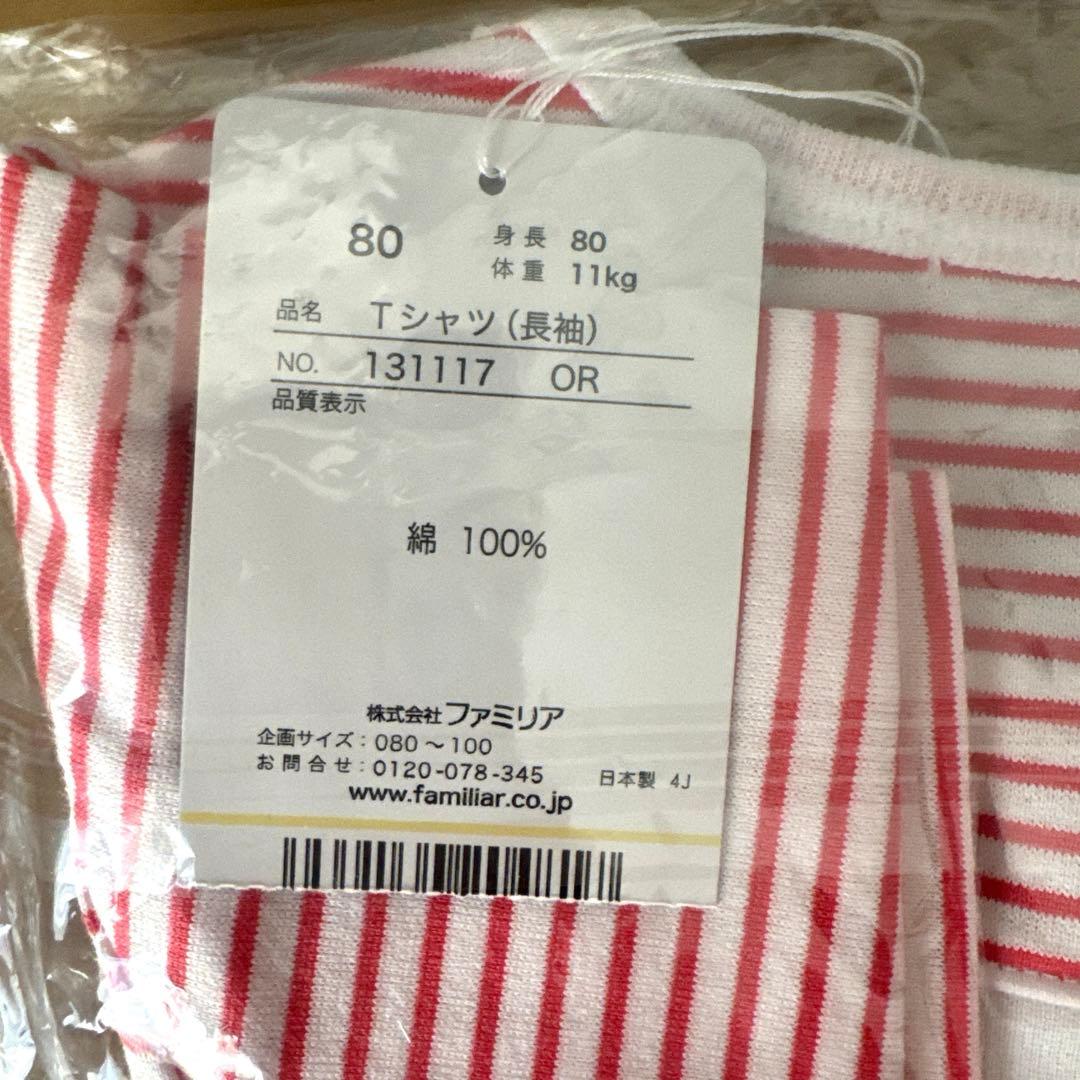 80
身長 80
体重 11kg
品名 Tシャツ(長袖)
NO. 131117 OR
品質表示
綿 100%
株式会社ファミリア
企画サイズ:080〜100
お問合せ:0120-078-345 日本製 4J
www.familiar.co.jp